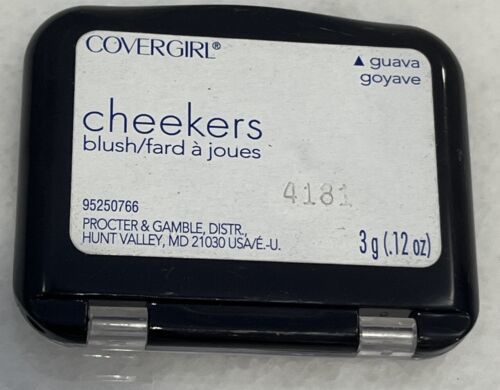 COVERGIRL®
▲ guava
goyave
cheekers
blush/fard à joues
4181
95250766
PROCTER & GAMBLE, DISTR.,
HUNT VALLEY, MD 21030 USA/É.-U.
3 g (.12 oz)